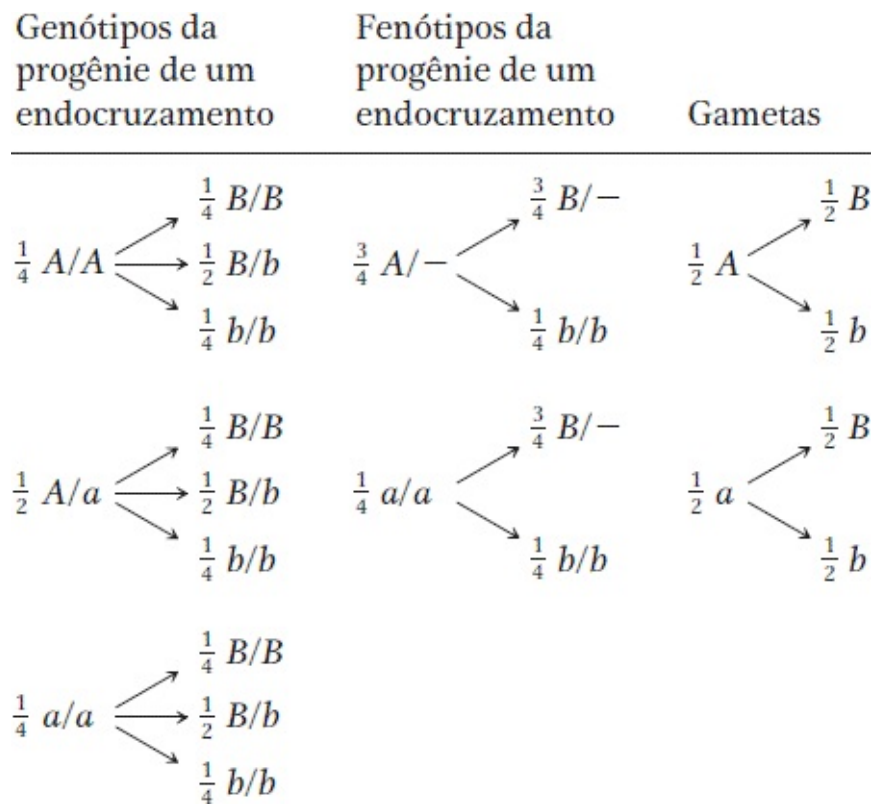 Genótipos da progênie de um endocruzamento
Fenótipos da progênie de um endocruzamento
Gametas
1/4 B/B
3/4 B/−
1/2 B
1/4 A/A
1/2 B/b
3/4 A/−
1/2 A
1/4 b/b
1/4 b/b
1/2 b
1/4 B/B
3/4 B/−
1/2 B
1/2 A/a
1/2 B/b
1/4 a/a
1/2 a
1/4 b/b
1/4 b/b
1/2 b
1/4 B/B
1/4 a/a
1/2 B/b
1/4 b/b